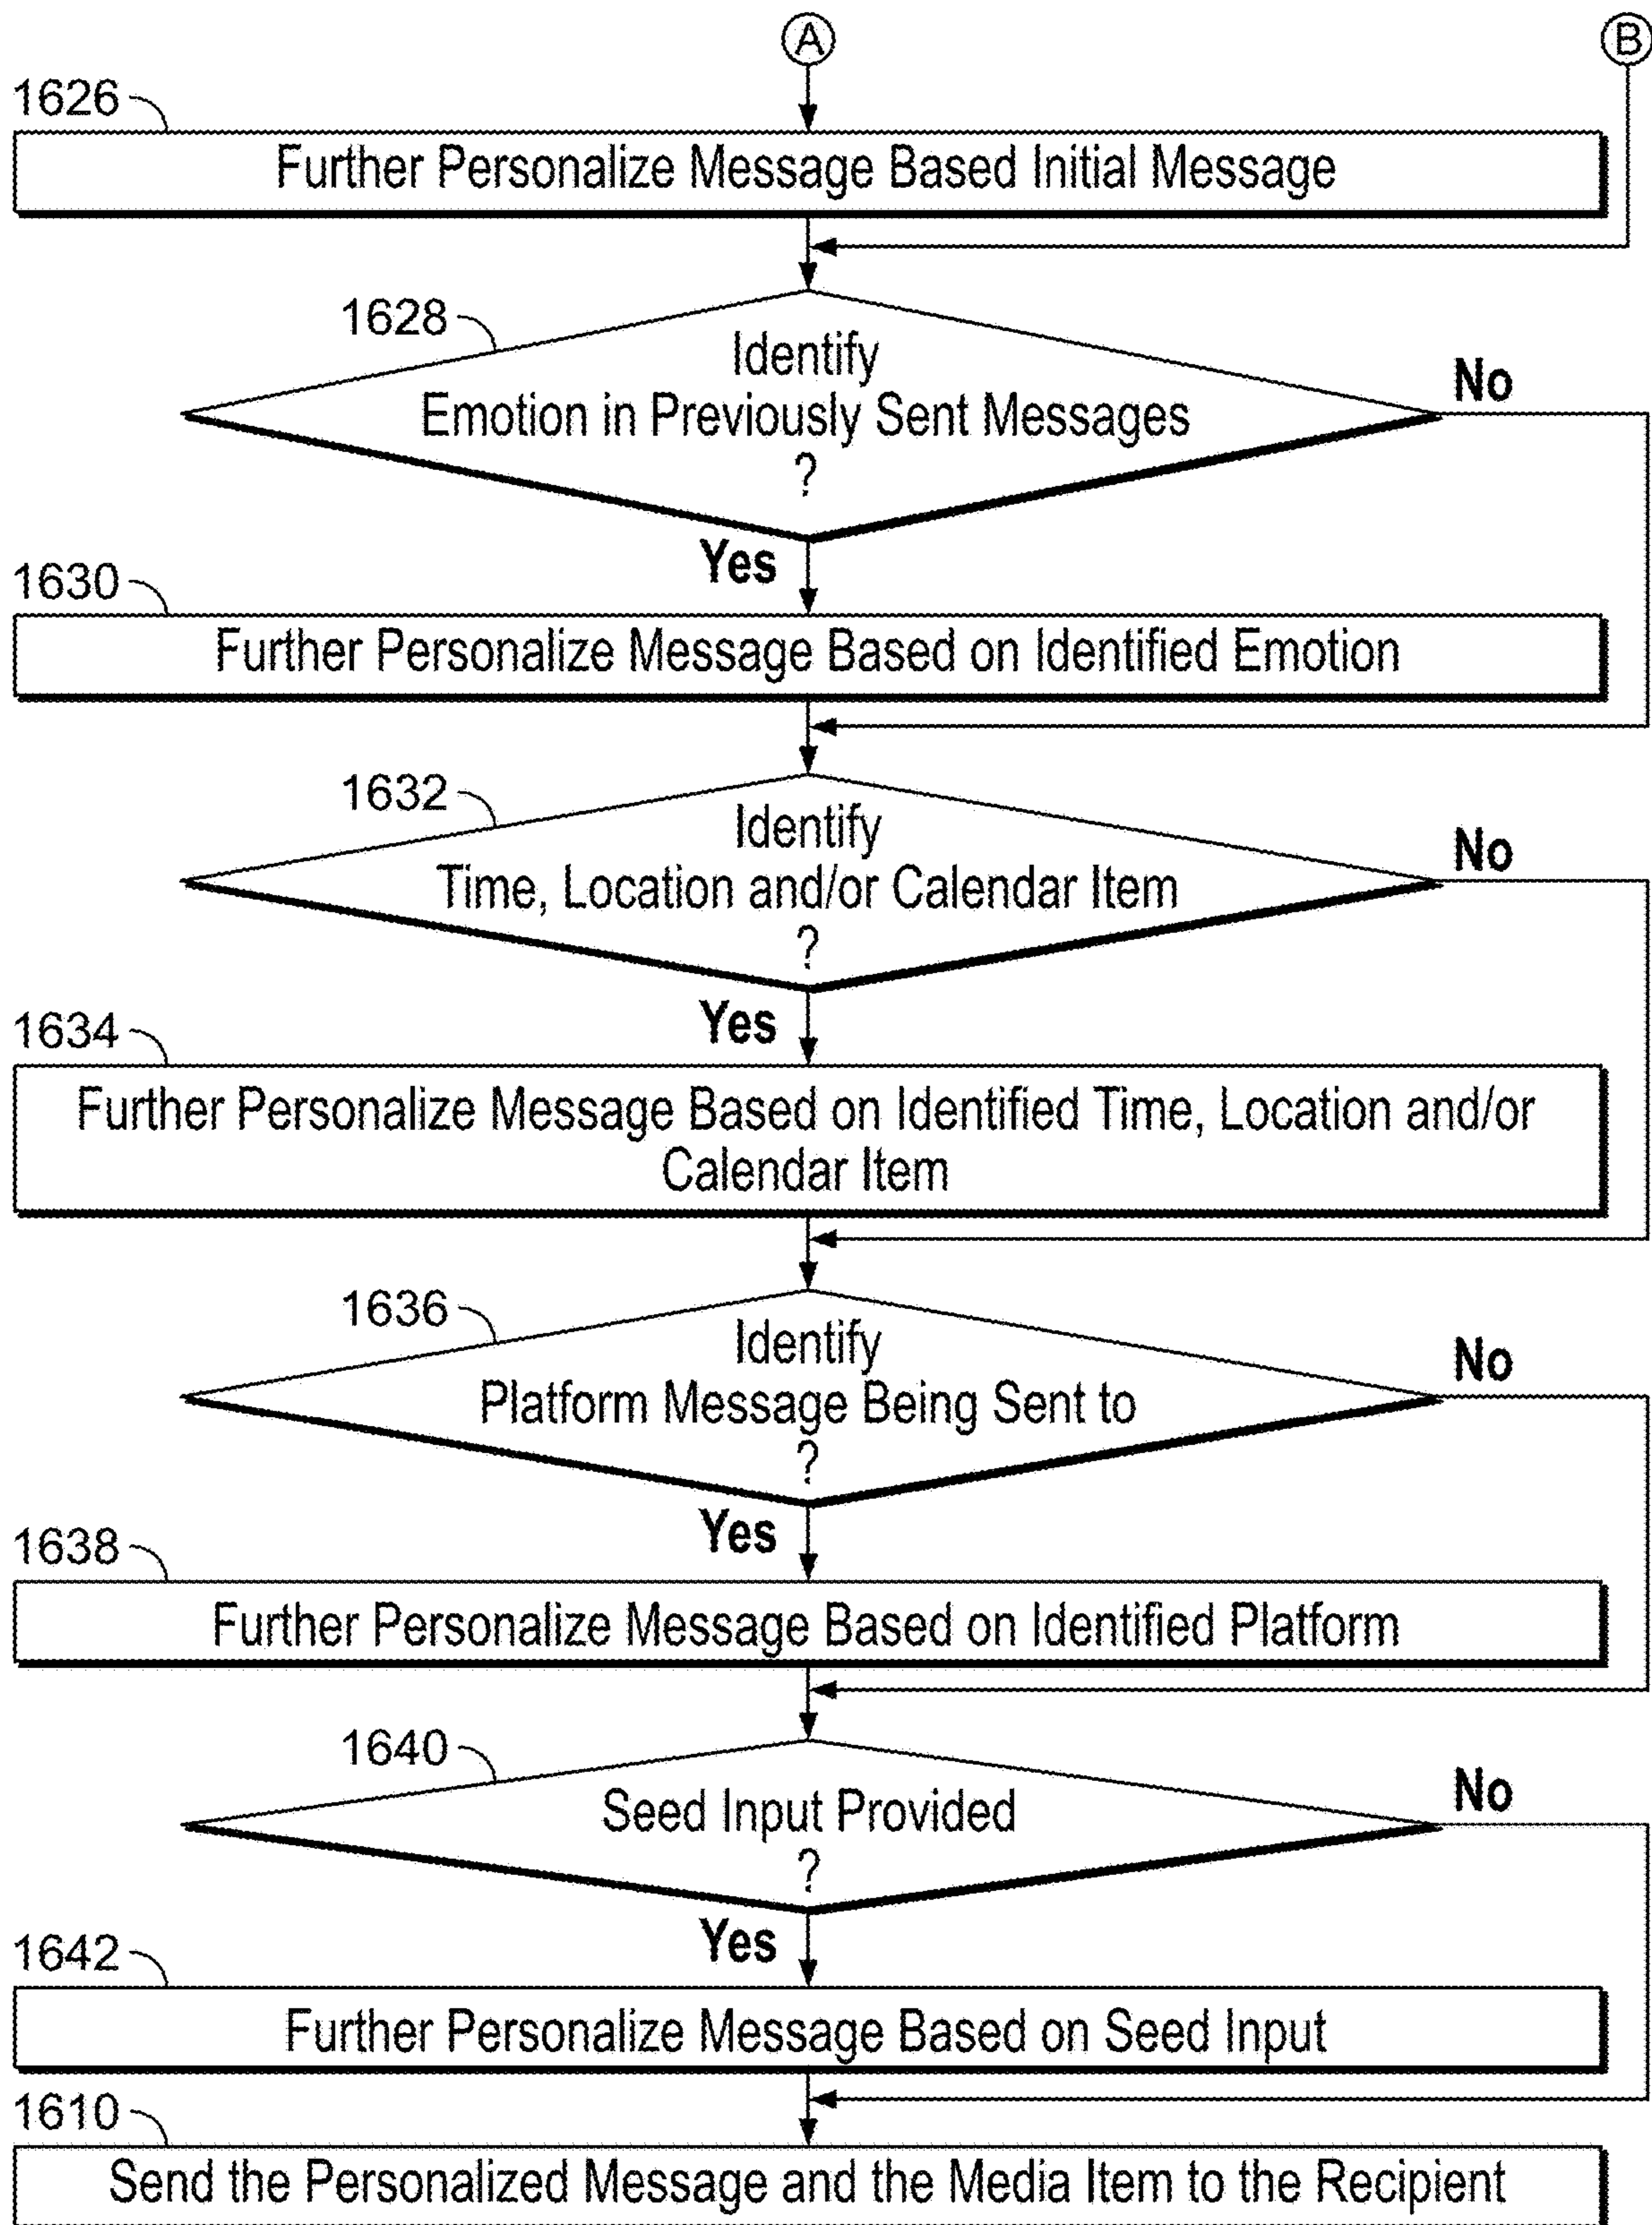 A
B
1626
Further Personalize Message Based Initial Message
1628
Identify
Emotion in Previously Sent Messages
?
No
Yes
1630
Further Personalize Message Based on Identified Emotion
1632
Identify
Time, Location and/or Calendar Item
?
No
Yes
1634
Further Personalize Message Based on Identified Time, Location and/or
Calendar Item
1636
Identify
Platform Message Being Sent to
?
No
Yes
1638
Further Personalize Message Based on Identified Platform
1640
Seed Input Provided
?
No
Yes
1642
Further Personalize Message Based on Seed Input
1610
Send the Personalized Message and the Media Item to the Recipient